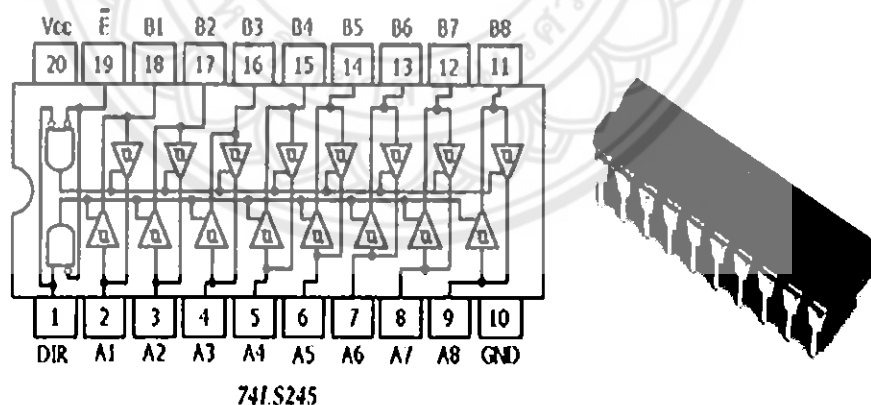 Vcc E̅ B1 B2 B3 B4 B5 B6 B7 B8
20 19 18 17 16 15 14 13 12 11
1 2 3 4 5 6 7 8 9 10
DIR A1 A2 A3 A4 A5 A6 A7 A8 GND
74LS245